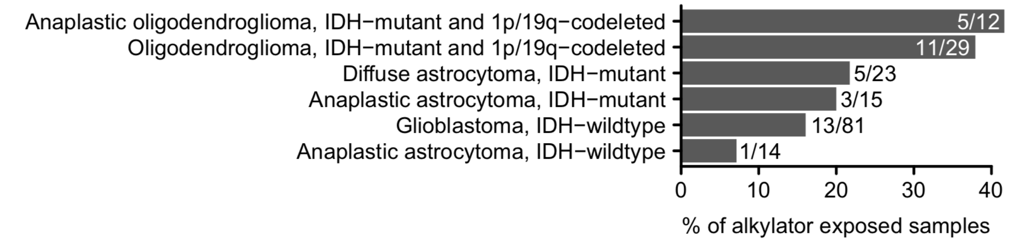 Anaplastic oligodendroglioma, IDH−mutant and 1p/19q−codeleted 5/12
Oligodendroglioma, IDH−mutant and 1p/19q−codeleted 11/29
Diffuse astrocytoma, IDH−mutant 5/23
Anaplastic astrocytoma, IDH−mutant 3/15
Glioblastoma, IDH−wildtype 13/81
Anaplastic astrocytoma, IDH−wildtype 1/14
0 10 20 30 40
% of alkylator exposed samples